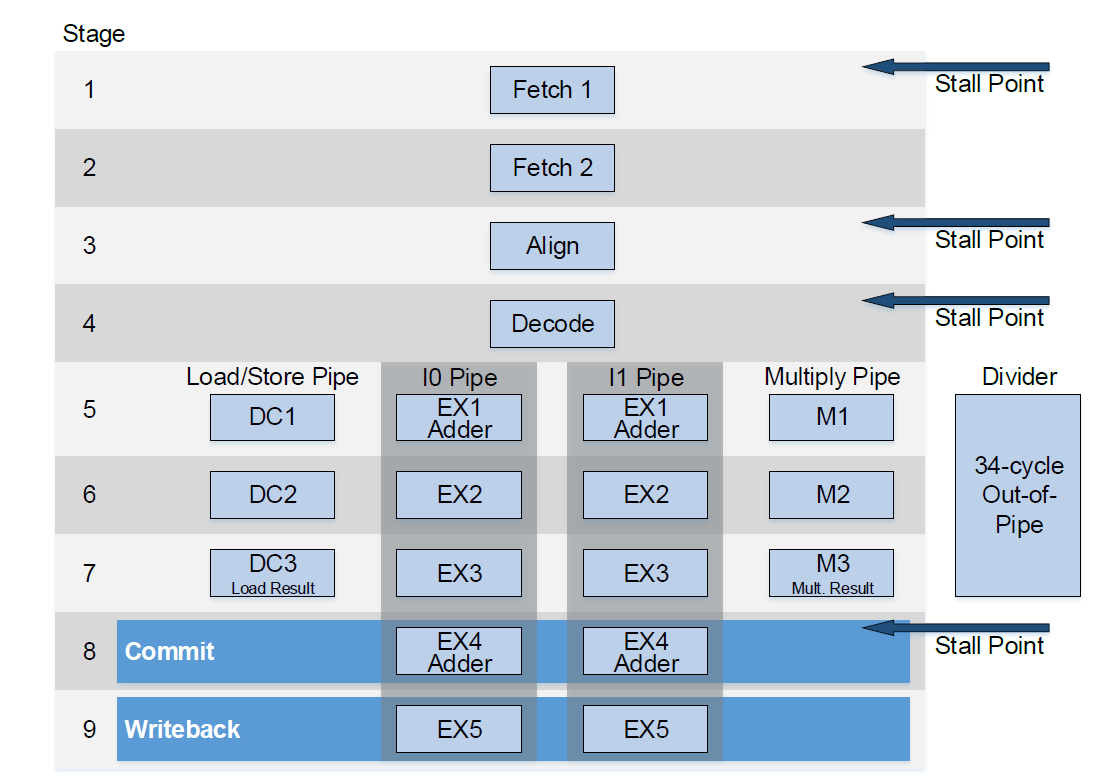 Stage
1
Fetch 1
Stall Point
2
Fetch 2
3
Align
Stall Point
4
Decode
Stall Point
Load/Store Pipe
I0 Pipe
I1 Pipe
Multiply Pipe
Divider
5
DC1
EX1
Adder
EX1
Adder
M1
34-cycle
Out-of-
Pipe
6
DC2
EX2
EX2
M2
7
DC3
Load Result
EX3
EX3
M3
Mult. Result
8
Commit
EX4
Adder
EX4
Adder
Stall Point
9
Writeback
EX5
EX5